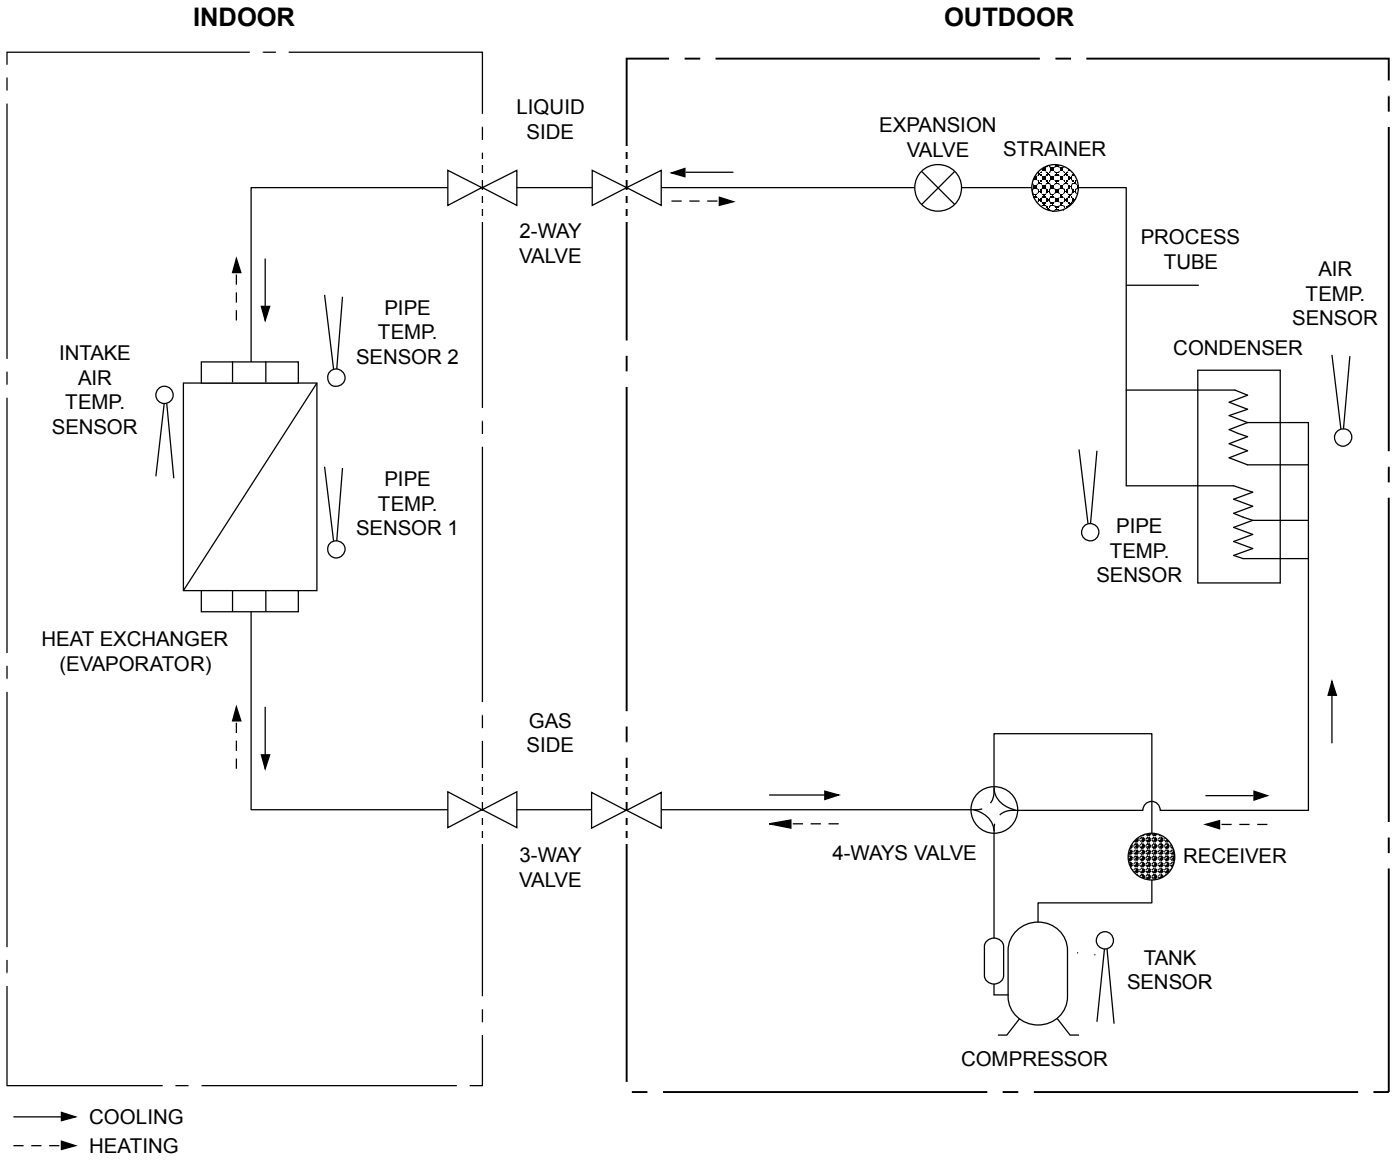 INDOOR
OUTDOOR
LIQUID
SIDE
EXPANSION
VALVE
STRAINER
2-WAY
VALVE
PROCESS
TUBE
AIR
TEMP.
SENSOR
PIPE
TEMP.
SENSOR 2
INTAKE
AIR
TEMP.
SENSOR
CONDENSER
PIPE
TEMP.
SENSOR 1
PIPE
TEMP.
SENSOR
HEAT EXCHANGER
(EVAPORATOR)
GAS
SIDE
3-WAY
VALVE
4-WAYS VALVE
RECEIVER
TANK
SENSOR
COMPRESSOR
COOLING
HEATING